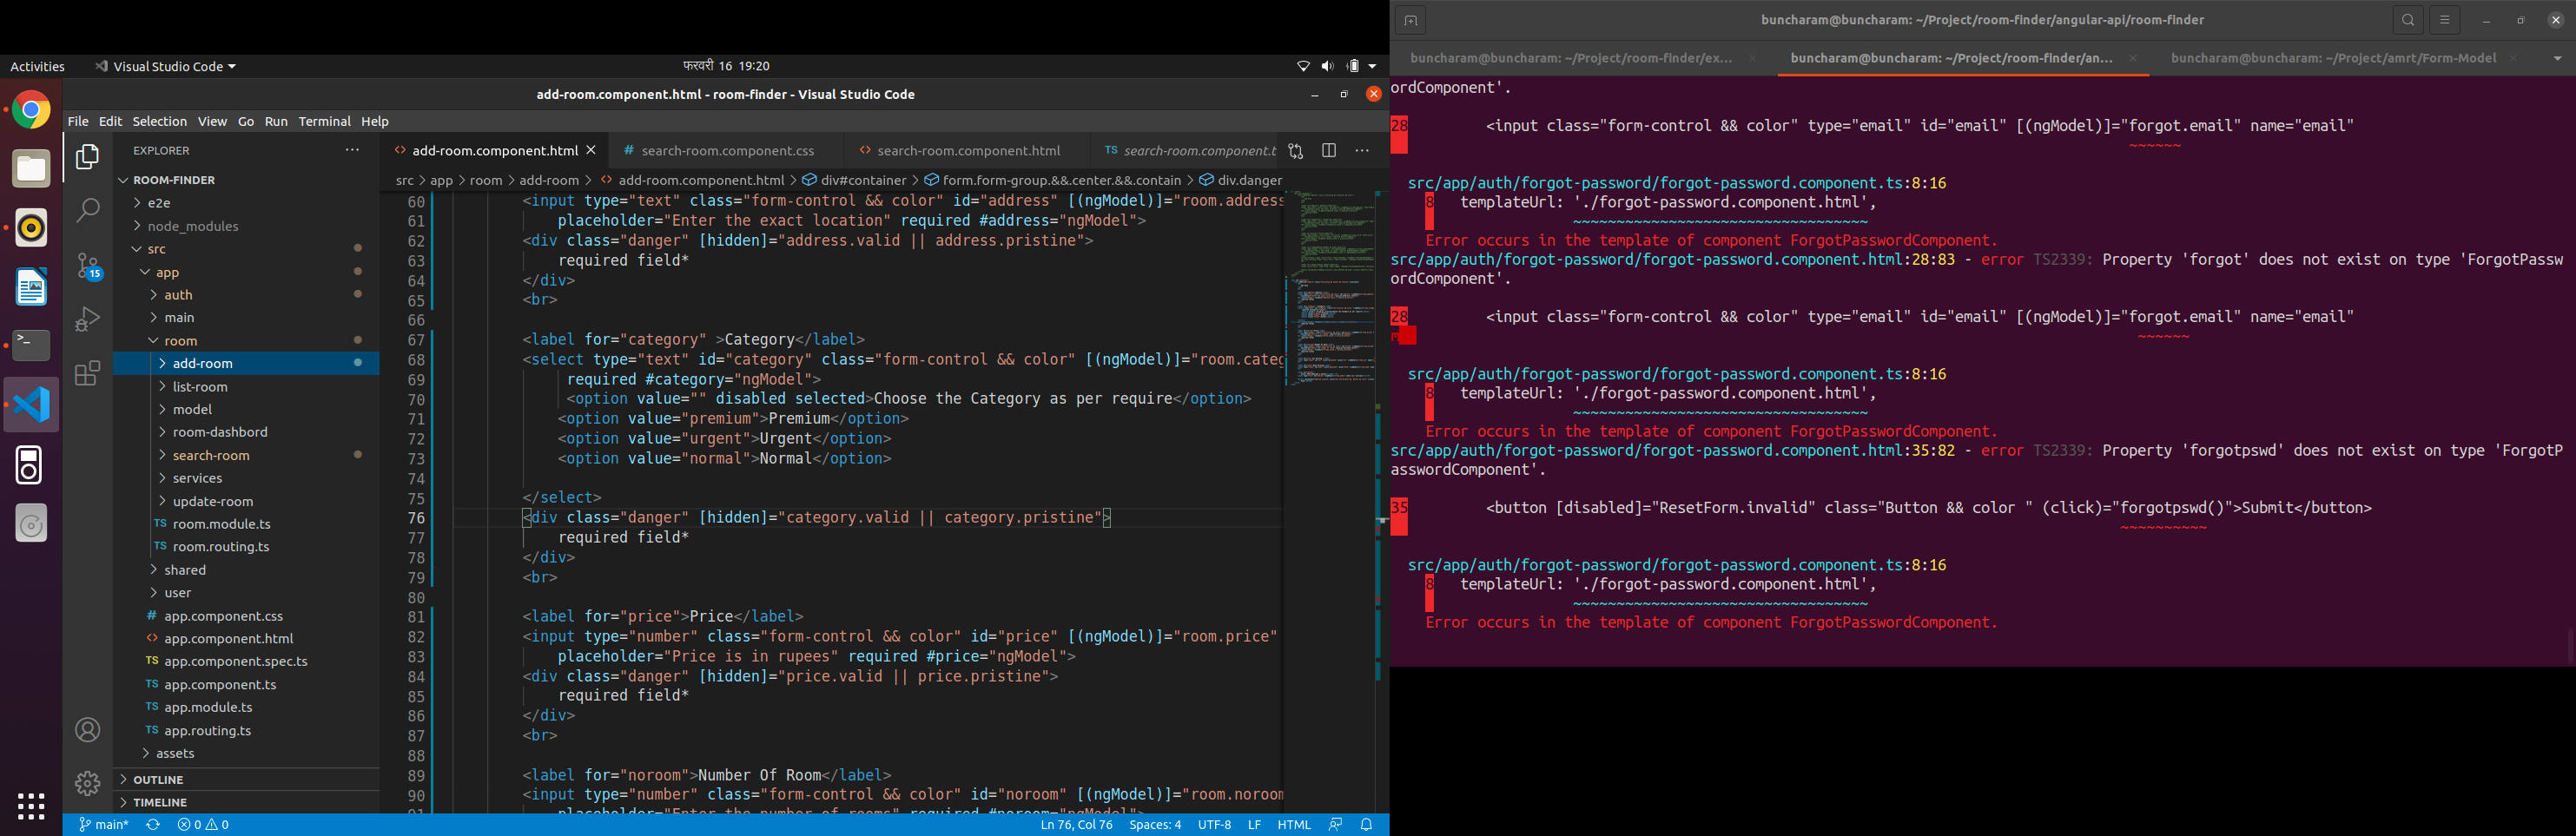 Activities
Visual Studio Code
फरवरी 16 19:20
add-room.component.html - room-finder - Visual Studio Code
File Edit Selection View Go Run Terminal Help
EXPLORER
ROOM-FINDER
e2e
node_modules
src
app
auth
main
room
add-room
list-room
model
room-dashbord
search-room
services
update-room
TS room.module.ts
TS room.routing.ts
shared
user
# app.component.css
<> app.component.html
TS app.component.spec.ts
TS app.component.ts
TS app.module.ts
TS app.routing.ts
assets
OUTLINE
TIMELINE
15
<> add-room.component.html
# search-room.component.css
<> search-room.component.html
TS search-room.component.t
src > app > room > add-room > <> add-room.component.html > div#container > form.form-group.&&.center.&&.contain > div.danger
60 <input type="text" class="form-control && color" id="address" [(ngModel)]="room.address
61 placeholder="Enter the exact location" required #address="ngModel">
62 <div class="danger" [hidden]="address.valid || address.pristine">
63 required field*
64 </div>
65 <br>
66
67 <label for="category" >Category</label>
68 <select type="text" id="category" class="form-control && color" [(ngModel)]="room.categ
69 required #category="ngModel">
70 <option value="" disabled selected>Choose the Category as per require</option>
71 <option value="premium">Premium</option>
72 <option value="urgent">Urgent</option>
73 <option value="normal">Normal</option>
74
75 </select>
76 <div class="danger" [hidden]="category.valid || category.pristine">
77 required field*
78 </div>
79 <br>
80
81 <label for="price">Price</label>
82 <input type="number" class="form-control && color" id="price" [(ngModel)]="room.price"
83 placeholder="Price is in rupees" required #price="ngModel">
84 <div class="danger" [hidden]="price.valid || price.pristine">
85 required field*
86 </div>
87 <br>
88
89 <label for="noroom">Number Of Room</label>
90 <input type="number" class="form-control && color" id="noroom" [(ngModel)]="room.noroom
91 placeholder="Enter the number of rooms" required #noroom="ngModel">
main* 0 0
Ln 76, Col 76 Spaces: 4 UTF-8 LF HTML
buncharam@buncharam: ~/Project/room-finder/angular-api/room-finder
buncharam@buncharam: ~/Project/room-finder/ex...
buncharam@buncharam: ~/Project/room-finder/an...
buncharam@buncharam: ~/Project/amrt/Form-Model
ordComponent'.
28 <input class="form-control && color" type="email" id="email" [(ngModel)]="forgot.email" name="email"
~~~~~~
src/app/auth/forgot-password/forgot-password.component.ts:8:16
8 templateUrl: './forgot-password.component.html',
~~~~~~~~~~~~~~~~~~~~~~~~~~~~~~~~~~
Error occurs in the template of component ForgotPasswordComponent.
src/app/auth/forgot-password/forgot-password.component.html:28:83 - error TS2339: Property 'forgot' does not exist on type 'ForgotPassw
ordComponent'.
28 <input class="form-control && color" type="email" id="email" [(ngModel)]="forgot.email" name="email"
~~~~~~
src/app/auth/forgot-password/forgot-password.component.ts:8:16
8 templateUrl: './forgot-password.component.html',
~~~~~~~~~~~~~~~~~~~~~~~~~~~~~~~~~~
Error occurs in the template of component ForgotPasswordComponent.
src/app/auth/forgot-password/forgot-password.component.html:35:82 - error TS2339: Property 'forgotpswd' does not exist on type 'ForgotP
asswordComponent'.
35 <button [disabled]="ResetForm.invalid" class="Button && color " (click)="forgotpswd()">Submit</button>
~~~~~~~~~~
src/app/auth/forgot-password/forgot-password.component.ts:8:16
8 templateUrl: './forgot-password.component.html',
~~~~~~~~~~~~~~~~~~~~~~~~~~~~~~~~~~
Error occurs in the template of component ForgotPasswordComponent.